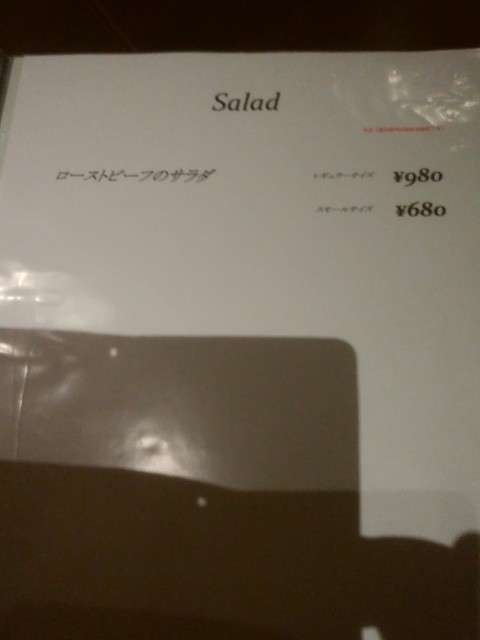 Salad
ローストビーフのサラダ
レギュラーサイズ ¥980
スモールサイズ ¥680